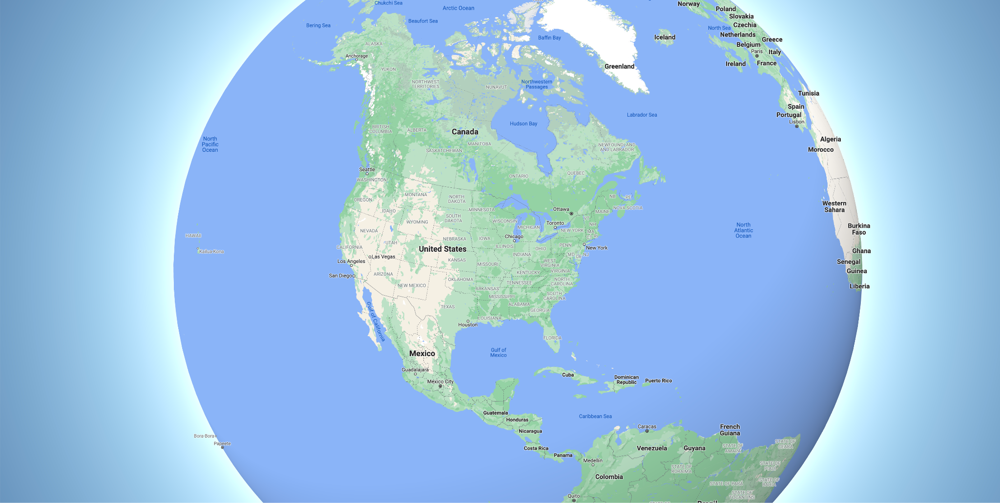 Chukchi Sea
Arctic Ocean
Norway
Poland
Slovakia
Bering Sea
Beaufort Sea
Czechia
North Sea
Baffin Bay
Iceland
Netherlands
Greece
ALASKA
Belgium
Paris
Italy
Anchorage
Greenland
Ireland
France
YUKON
NORTHWEST
TERRITORIES
Northwestern
Passages
NUNAVUT
Tunisia
Spain
Labrador Sea
Portugal
Lisbon
Hudson Bay
BRITISH
COLUMBIA
ALBERTA
Canada
North
Pacific
Ocean
MANITOBA
NEWFOUNDLAND
AND LABRADOR
Algeria
SASKATCHEWAN
Morocco
Seattle
ONTARIO
QUEBEC
WASHINGTON
MONTANA
NORTH
DAKOTA
NB
PE
OREGON
Western
Sahara
IDAHO
MINNESOTA
Ottawa
MAINE
NOVA SCOTIA
SOUTH
DAKOTA
VT
WYOMING
WISCONSIN
MICHIGAN
Toronto
NH
NEVADA
NEW YORK
MA
North
Atlantic
Ocean
Burkina
Faso
HAWAII
UTAH
NEBRASKA
IOWA
Chicago
CT
RI
CALIFORNIA
United States
ILLINOIS
OHIO
PENN
New York
Kailua-Kona
Las Vegas
INDIANA
MD
DE
NJ
Ghana
Los Angeles
KANSAS
MISSOURI
WEST
VIRGINIA
Senegal
San Diego
ARIZONA
KENTUCKY
VIRGINIA
Guinea
NEW MEXICO
OKLAHOMA
TENNESSEE
NORTH
CAROLINA
Liberia
ARKANSAS
MISSISSIPPI
SOUTH
CAROLINA
TEXAS
ALABAMA
GEORGIA
Gulf of California
Houston
LOUISIANA
FLORIDA
Mexico
Gulf of
Mexico
Guadalajara
Mexico City
Cuba
Dominican
Republic
Puerto Rico
Guatemala
Honduras
Caribbean Sea
Nicaragua
Caracas
French
Guiana
Bora-Bora
Papeete
Costa Rica
Venezuela
Guyana
STATE OF
AMAPÁ
STATE OF
CEARÁ
Panama
Medellín
STATE OF
RORAIMA
STATE OF
PIAUÍ
Colombia
STATE OF PARÁ
STATE OF
BAHIA
Quito
STATE OF
TOCANTINS
Brazil